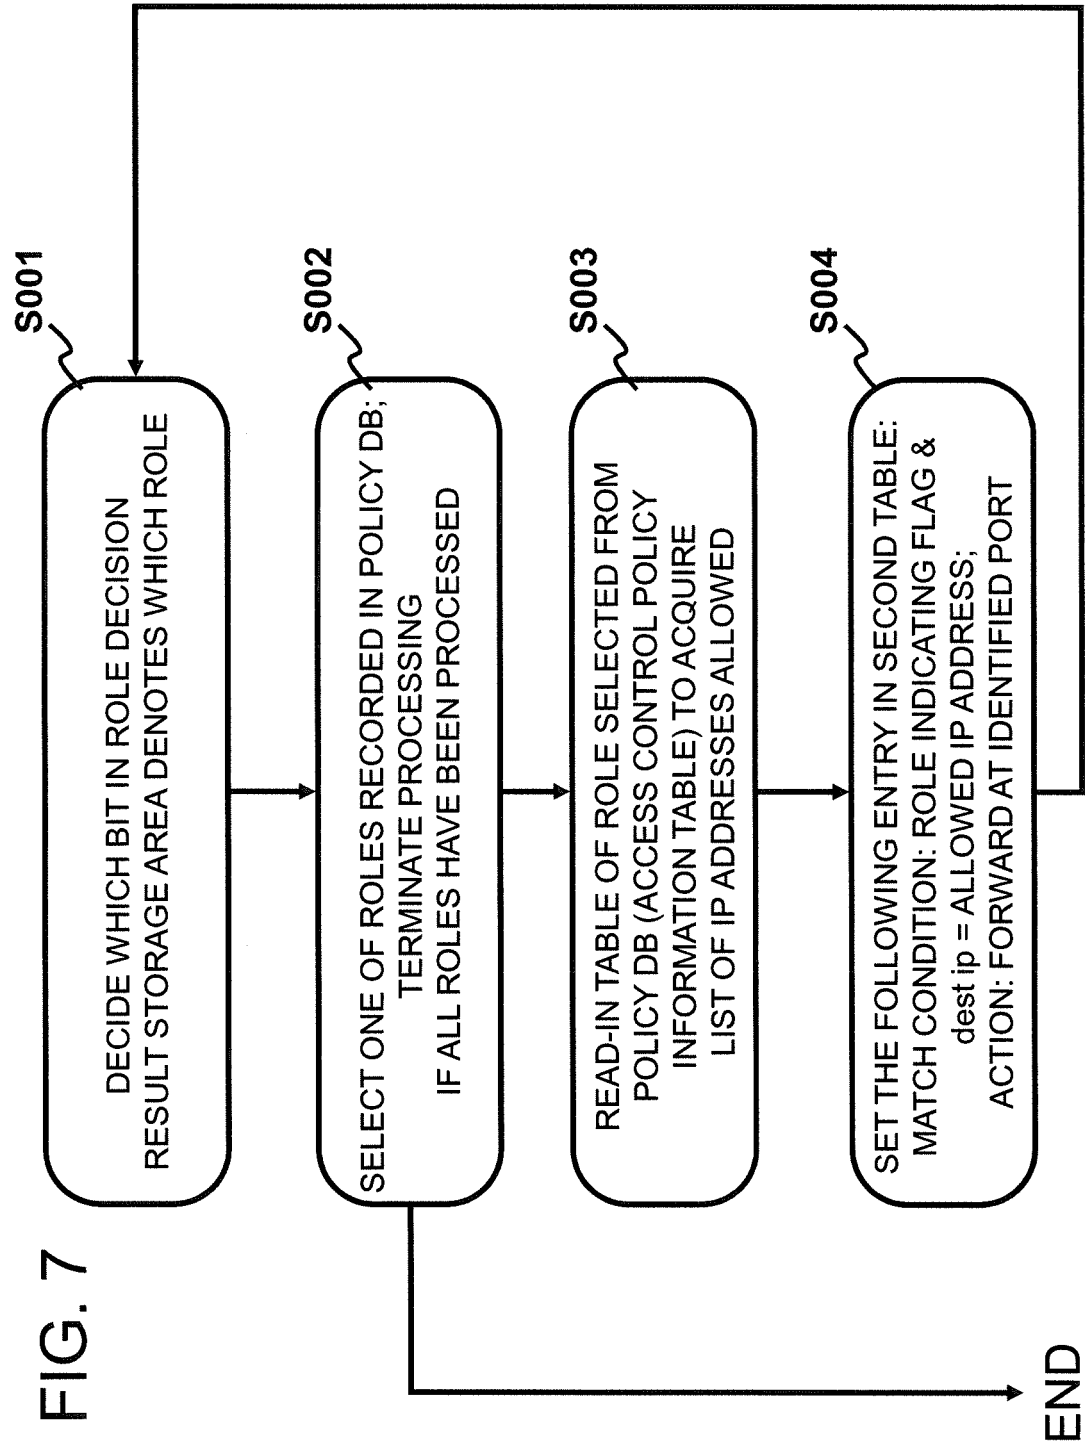 FIG. 7
S001
DECIDE WHICH BIT IN ROLE DECISION
RESULT STORAGE AREA DENOTES WHICH ROLE
S002
SELECT ONE OF ROLES RECORDED IN POLICY DB;
TERMINATE PROCESSING
IF ALL ROLES HAVE BEEN PROCESSED
S003
READ-IN TABLE OF ROLE SELECTED FROM
POLICY DB (ACCESS CONTROL POLICY
INFORMATION TABLE) TO ACQUIRE
LIST OF IP ADDRESSES ALLOWED
S004
SET THE FOLLOWING ENTRY IN SECOND TABLE:
MATCH CONDITION: ROLE INDICATING FLAG &
dest ip = ALLOWED IP ADDRESS;
ACTION: FORWARD AT IDENTIFIED PORT
END